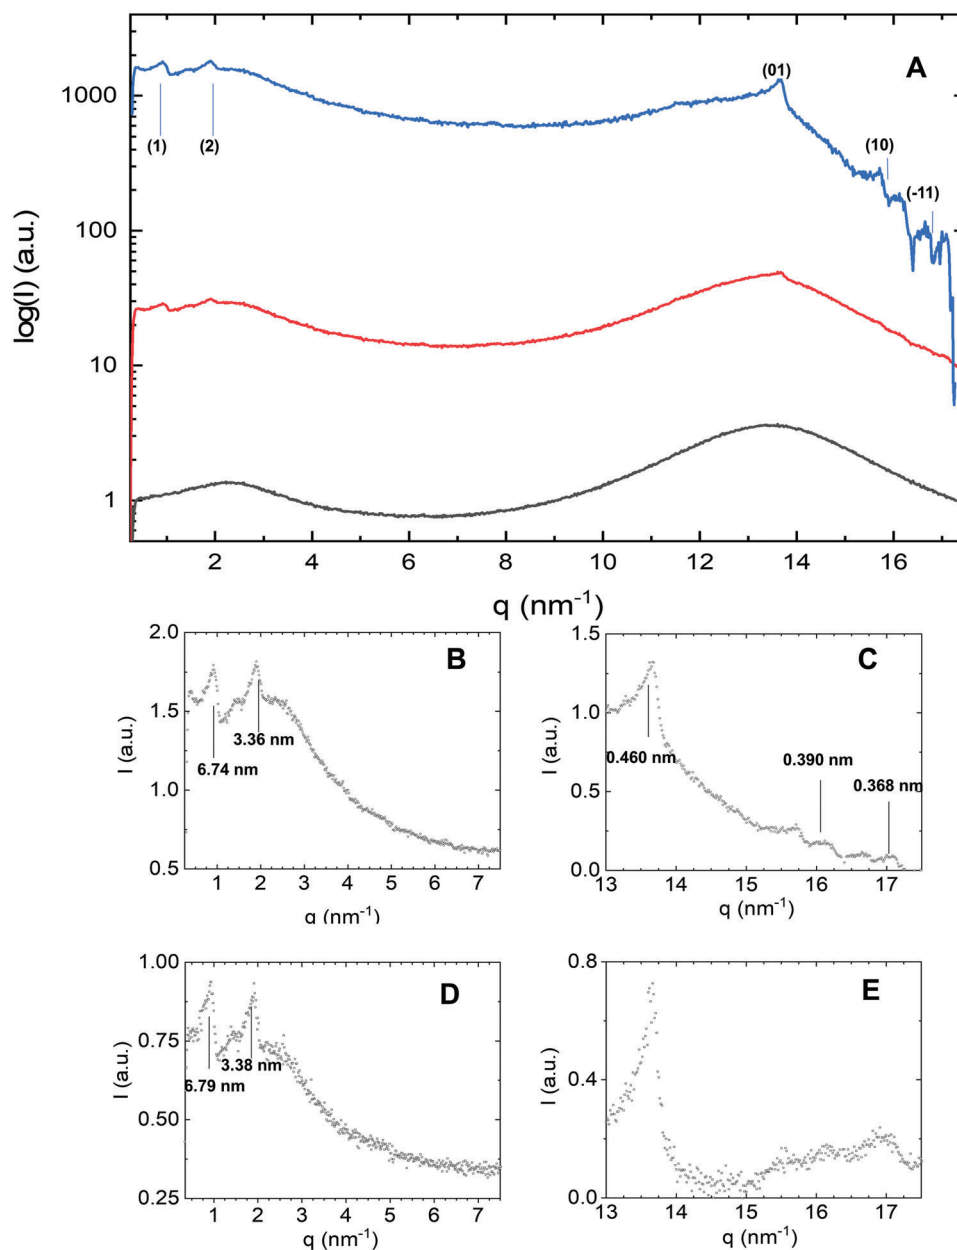 A
(01)
1000
(10)
(1)
(2)
(-11)
100
log(I) (a.u.)
10
1
2 4 6 8 10 12 14 16
q (nm⁻¹)
2.0
B
1.5
1.0
0.5
I (a.u.)
3.36 nm
6.74 nm
1 2 3 4 5 6 7
q (nm⁻¹)
1.5
C
1.0
0.5
0.0
I (a.u.)
0.460 nm
0.390 nm
0.368 nm
13 14 15 16 17
q (nm⁻¹)
1.00
D
0.75
0.50
0.25
I (a.u.)
3.38 nm
6.79 nm
1 2 3 4 5 6 7
q (nm⁻¹)
0.8
E
0.4
0.0
I (a.u.)
13 14 15 16 17
q (nm⁻¹)